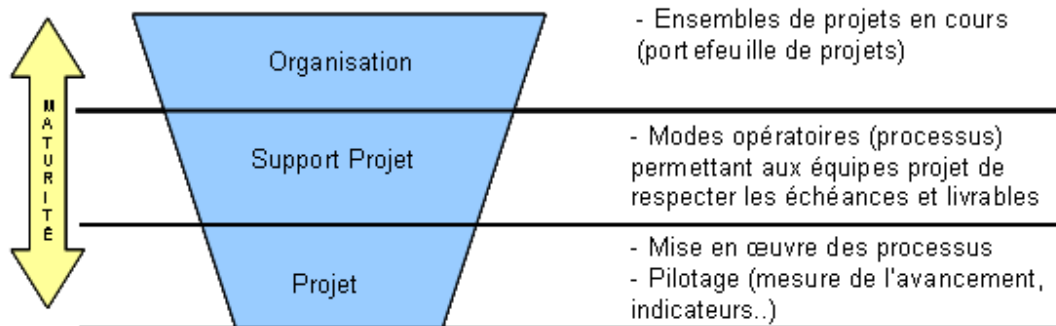 MATURITÉ
Organisation
- Ensembles de projets en cours
(portefeuille de projets)
Support Projet
- Modes opératoires (processus)
permettant aux équipes projet de
respecter les échéances et livrables
Projet
- Mise en œuvre des processus
- Pilotage (mesure de l'avancement,
indicateurs..)